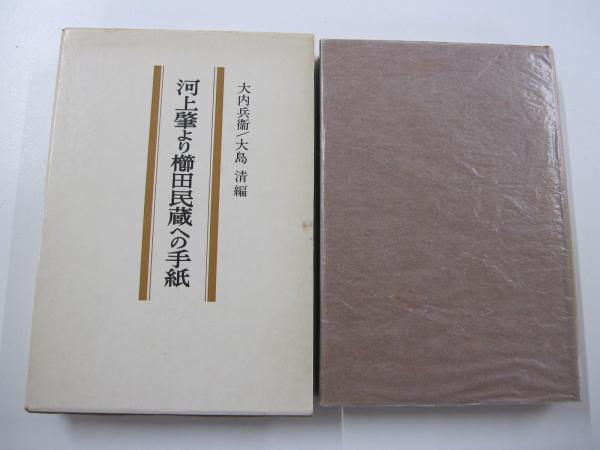 大内兵衞/大島 清編
河上肇より櫛田民蔵への手紙